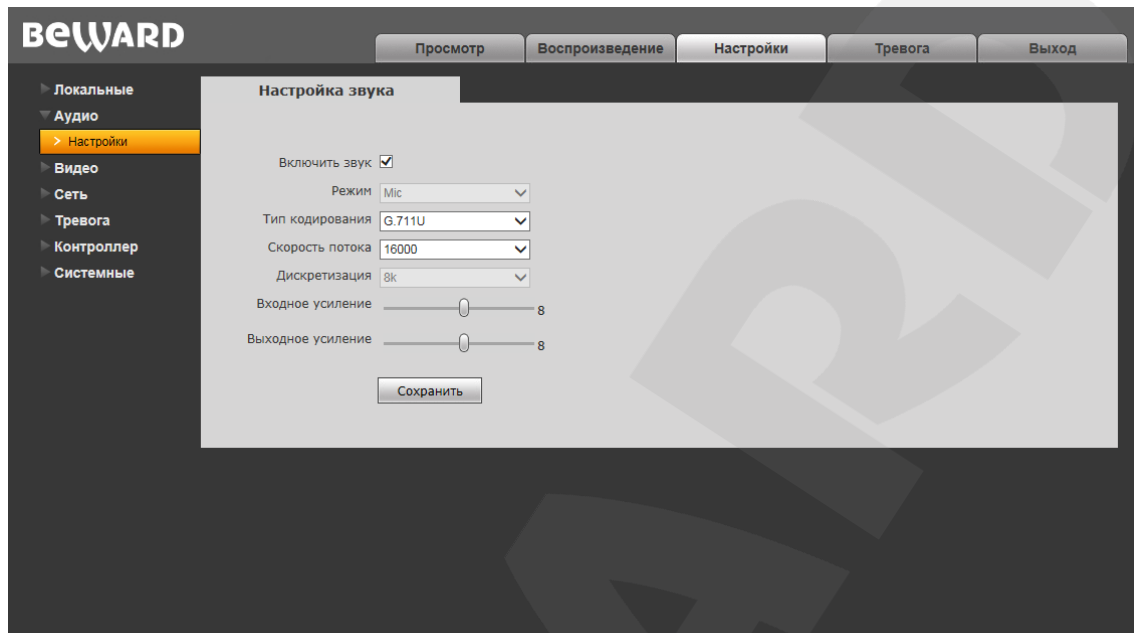 BEWARD
Просмотр Воспроизведение Настройки Тревога Выход
Локальные
Аудио
> Настройки
Видео
Сеть
Тревога
Контроллер
Системные
Настройка звука
Включить звук
Режим Mic
Тип кодирования G.711U
Скорость потока 16000
Дискретизация 8k
Входное усиление 8
Выходное усиление 8
Сохранить